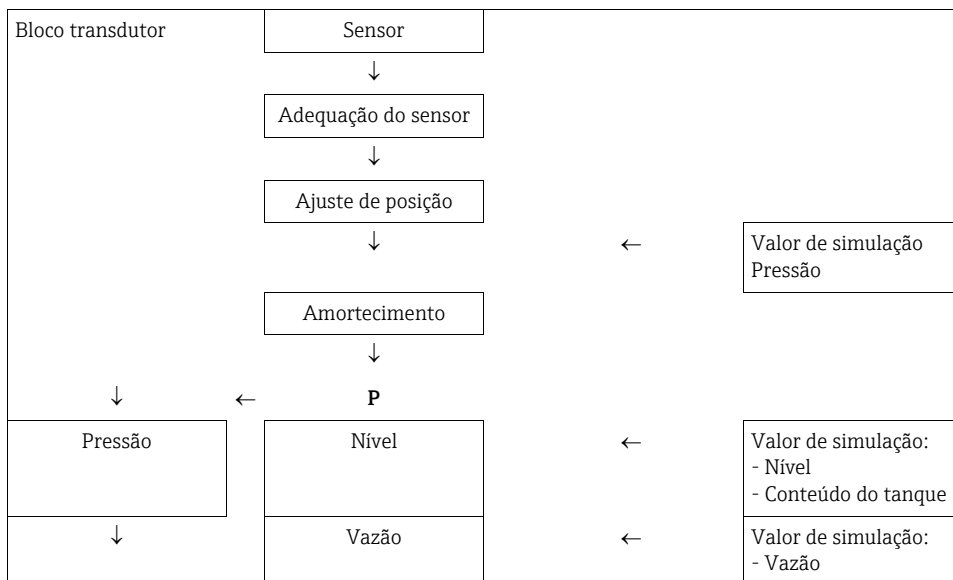 Bloco transdutor
Sensor
↓
Adequação do sensor
↓
Ajuste de posição
↓
←
Valor de simulação
Pressão
Amortecimento
↓
↓
←
P
Pressão
Nível
←
Valor de simulação:
- Nível
- Conteúdo do tanque
↓
Vazão
←
Valor de simulação:
- Vazão